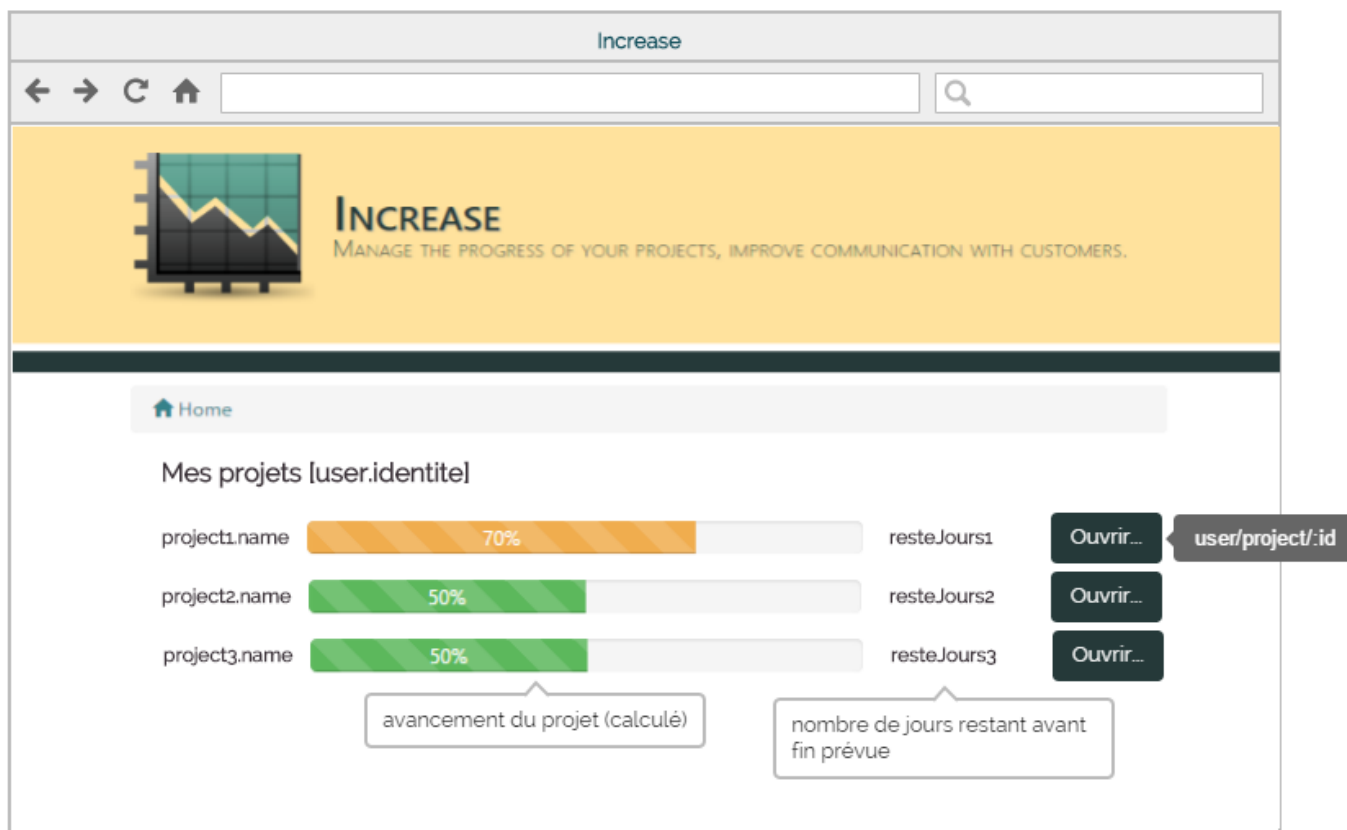 Increase
INCREASE
MANAGE THE PROGRESS OF YOUR PROJECTS, IMPROVE COMMUNICATION WITH CUSTOMERS.
Home
Mes projets [user.identite]
project1.name 70% resteJours1 Ouvrir... user/project/:id
project2.name 50% resteJours2 Ouvrir...
project3.name 50% resteJours3 Ouvrir...
avancement du projet (calculé)
nombre de jours restant avant
fin prévue